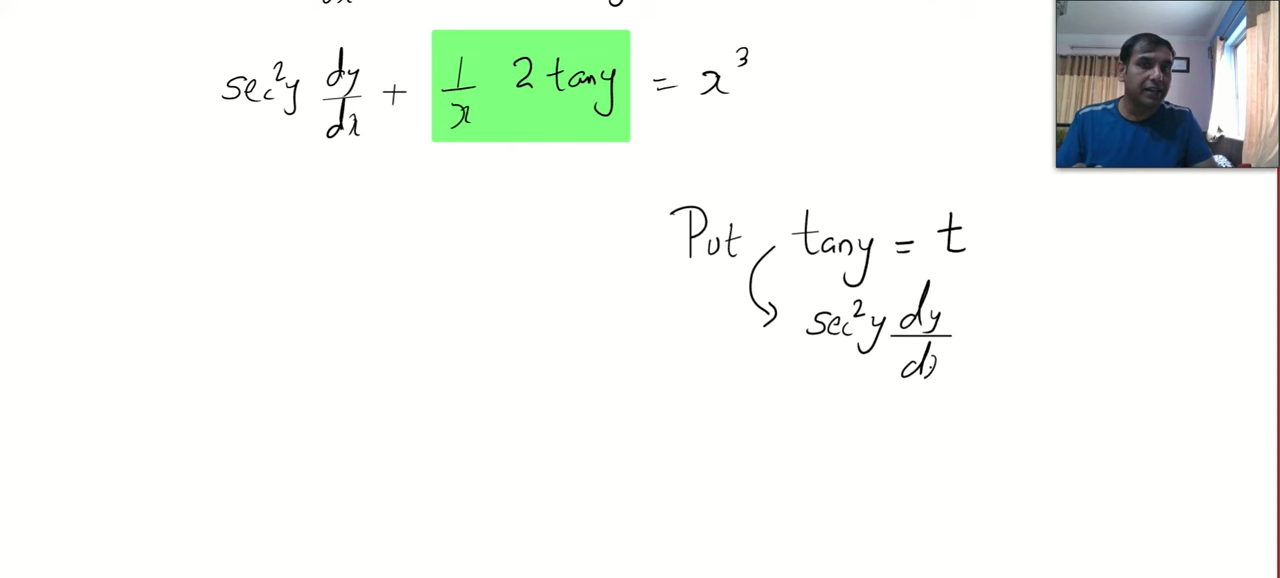 sec²y dy/dx + 1/x 2 tany = x³
Put tany = t
sec²y dy/d